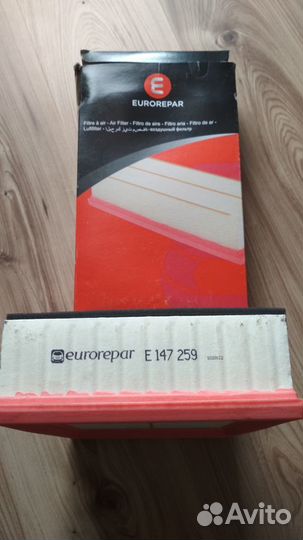 EUROREPAR
Filtre à air - Air Filter - Filtro de aire - Filtro aria - Filtro de ar -
Luftfilter - воздушный фильтр
eurorepar E 147 259
Avito